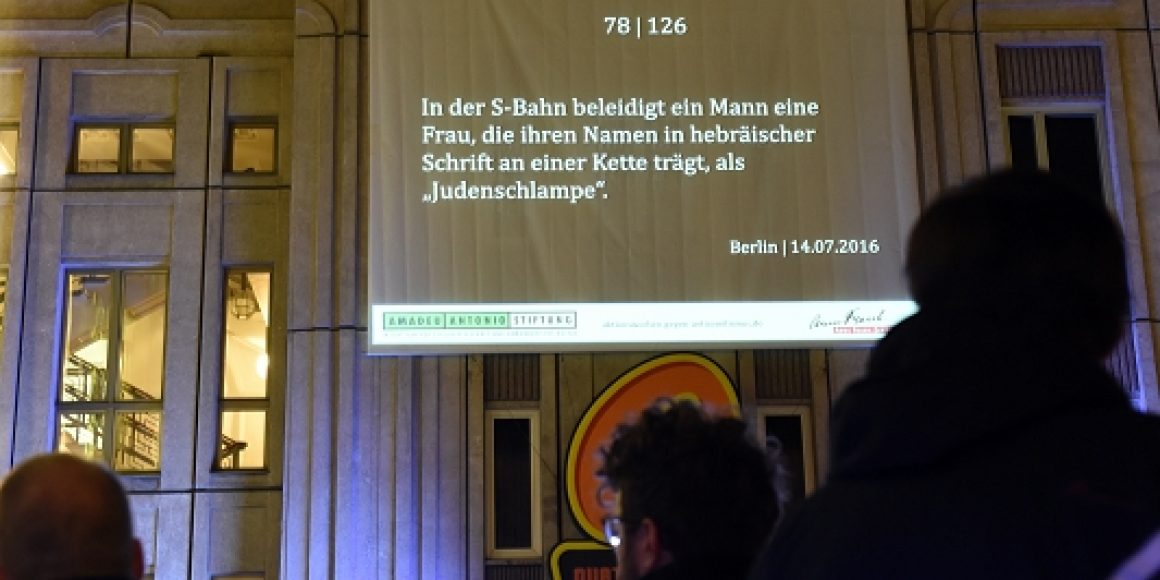 78 | 126
In der S-Bahn beleidigt ein Mann eine
Frau, die ihren Namen in hebräischer
Schrift an einer Kette trägt, als
„Judenschlampe“.
Berlin | 14.07.2016
AMADEU ANTONIO STIFTUNG